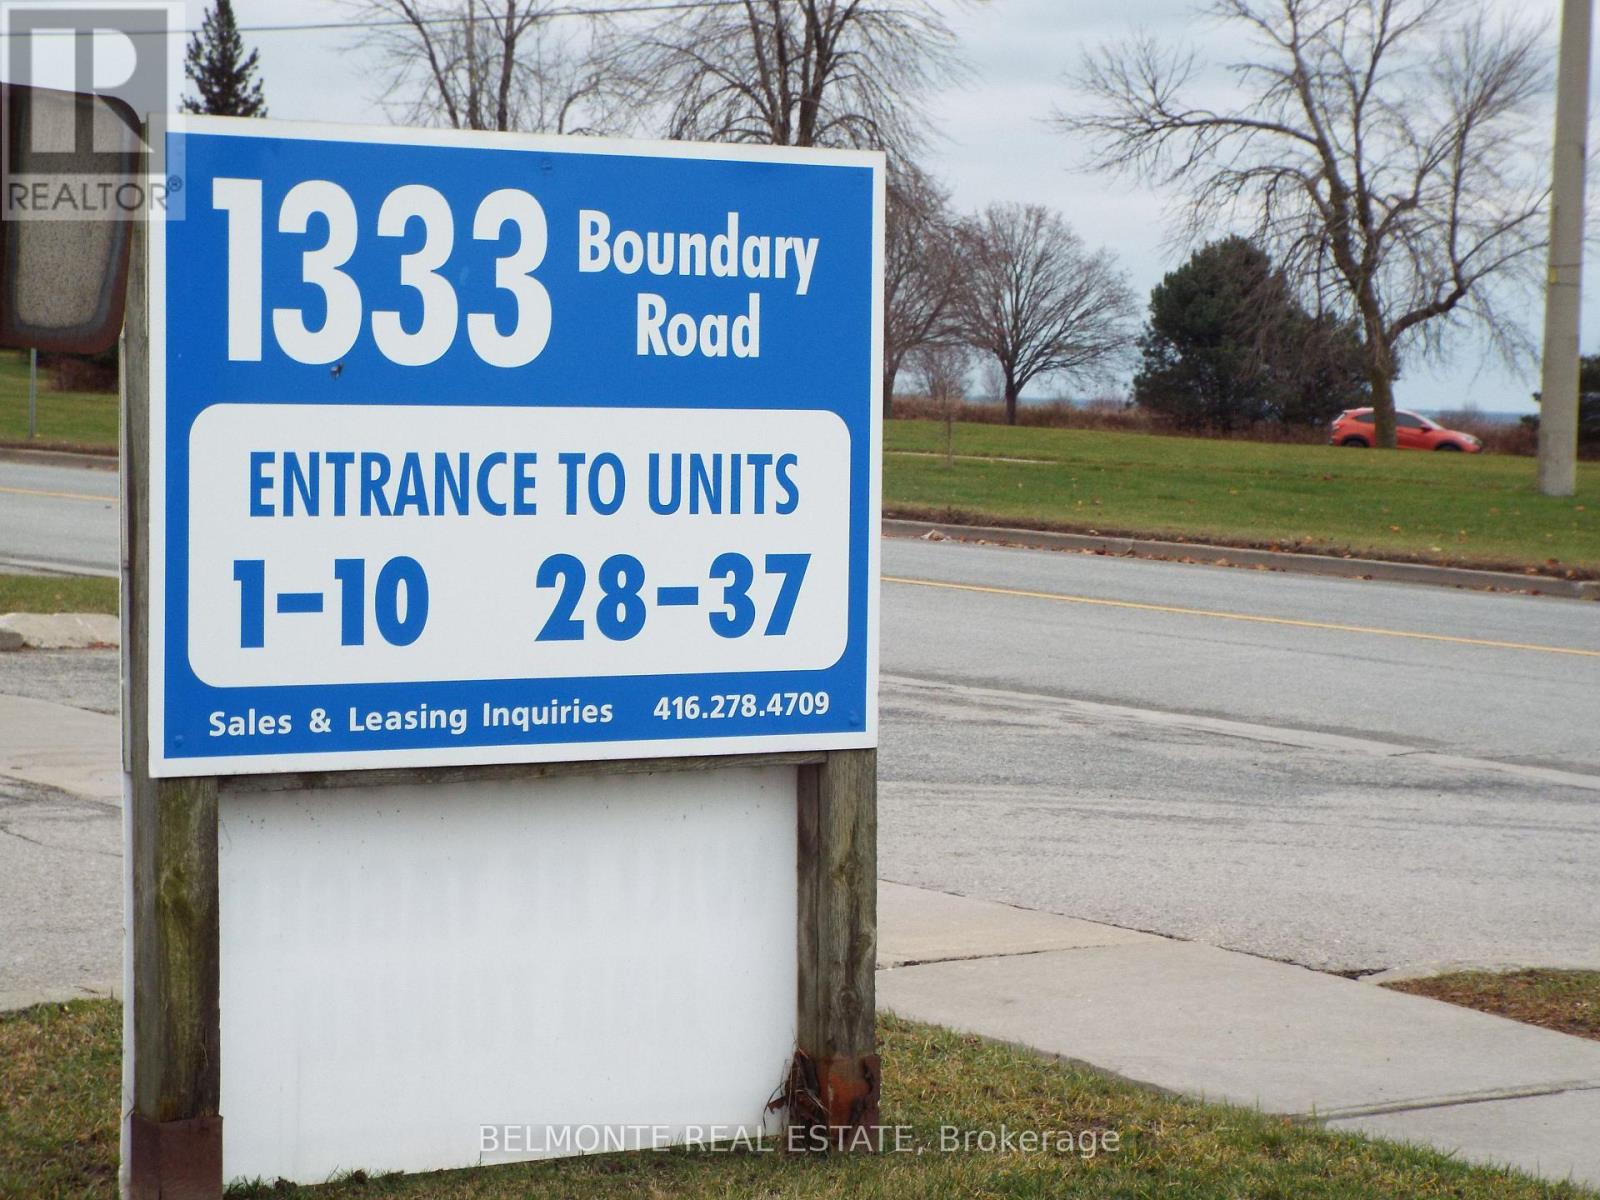 REALTOR®
1333 Boundary
Road
ENTRANCE TO UNITS
1-10 28-37
Sales & Leasing Inquiries 416.278.4709
BELMONTE REAL ESTATE, Brokerage